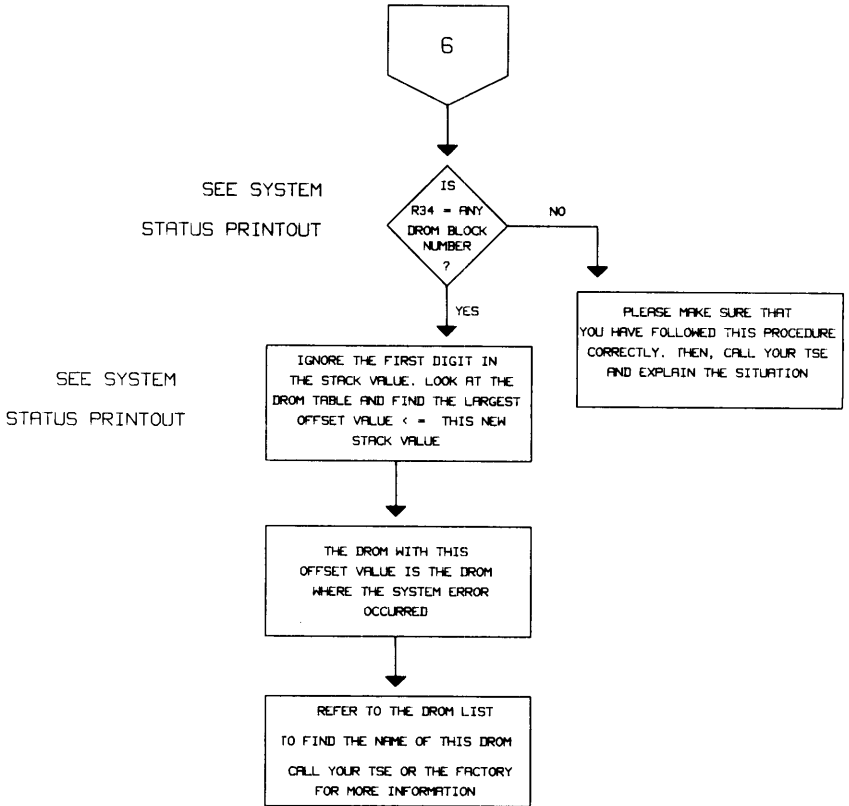 6
SEE SYSTEM
STATUS PRINTOUT
IS
R34 = ANY
DROM BLOCK
NUMBER
?
NO
YES
PLEASE MAKE SURE THAT
YOU HAVE FOLLOWED THIS PROCEDURE
CORRECTLY. THEN, CALL YOUR TSE
AND EXPLAIN THE SITUATION
SEE SYSTEM
STATUS PRINTOUT
IGNORE THE FIRST DIGIT IN
THE STACK VALUE. LOOK AT THE
DROM TABLE AND FIND THE LARGEST
OFFSET VALUE < = THIS NEW
STACK VALUE
THE DROM WITH THIS
OFFSET VALUE IS THE DROM
WHERE THE SYSTEM ERROR
OCCURRED
REFER TO THE DROM LIST
TO FIND THE NAME OF THIS DROM
CALL YOUR TSE OR THE FACTORY
FOR MORE INFORMATION